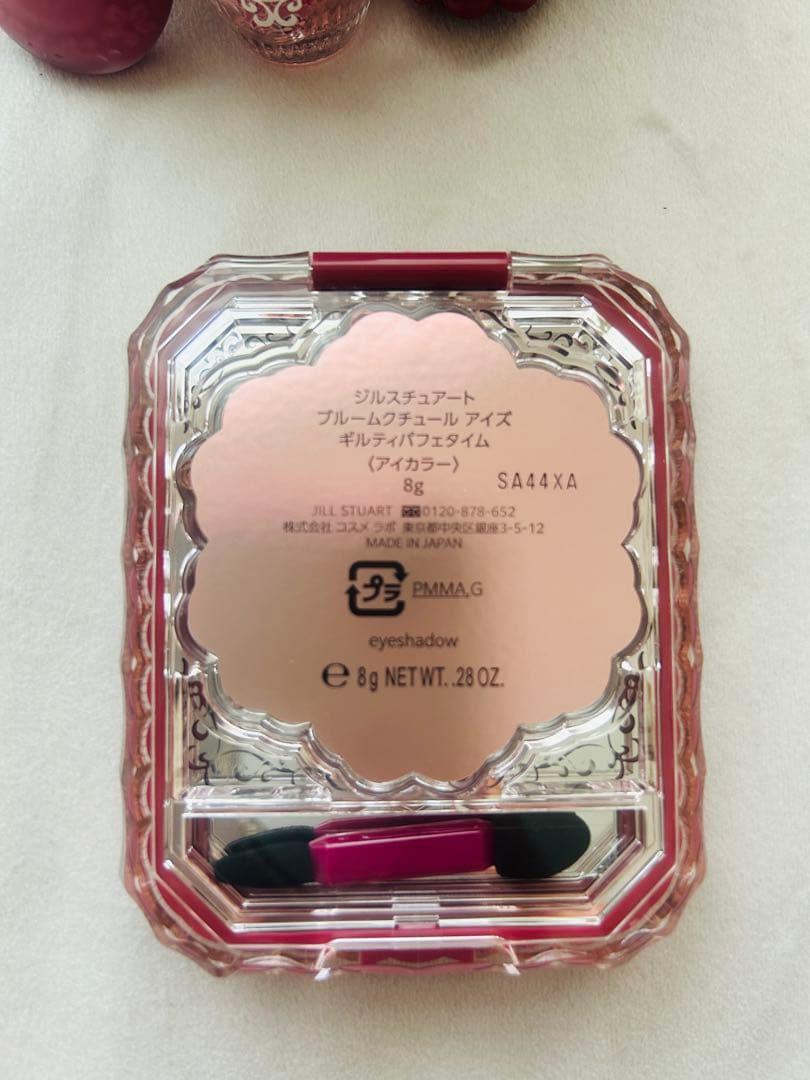 ジルスチュアート
ブルームクチュール アイズ
ギルティパフェタイム
〈アイカラー〉
8g
SA44XA
JILL STUART 0120-878-652
株式会社 コスメ ラボ 東京都中央区銀座3-5-12
MADE IN JAPAN
プラ PMMA,G
eyeshadow
e 8g NET WT. .28 OZ.